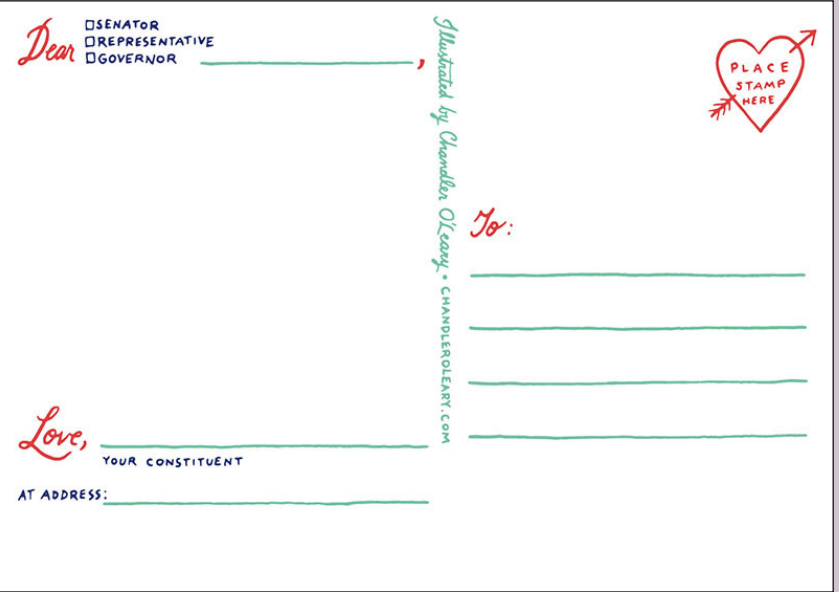 Dear
☐SENATOR
☐REPRESENTATIVE
☐GOVERNOR ,
Love,
YOUR CONSTITUENT
AT ADDRESS:
Illustrated by Chandler O'Leary • CHANDLEROLEARY.COM
PLACE
STAMP
HERE
To: